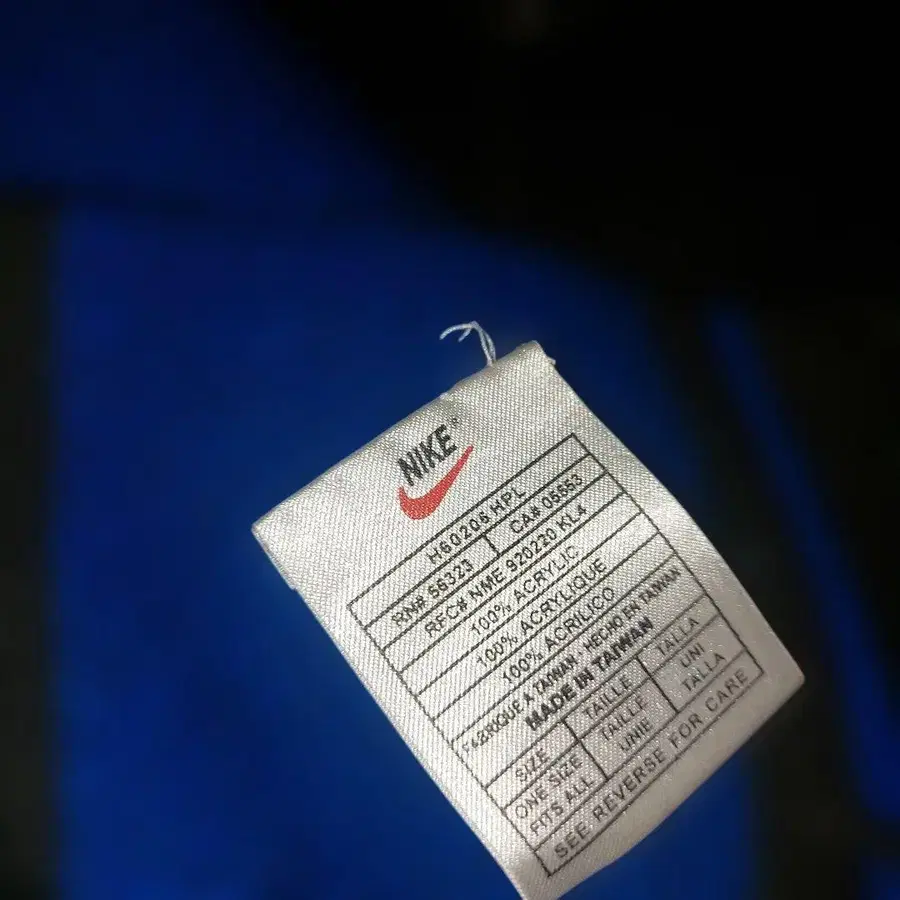 NIKE®
H60206 HPL
RN# 56323 CA# 05553
RFC# NME 920220 KL4
100% ACRYLIC
100% ACRYLIQUE
100% ACRILICO
FABRIQUE À TAIWAN. HECHO EN TAIWAN
MADE IN TAIWAN
SIZE TAILLE TALLA
ONE SIZE TAILLE UNI
FITS ALL UNIE TALLA
SEE REVERSE FOR CARE